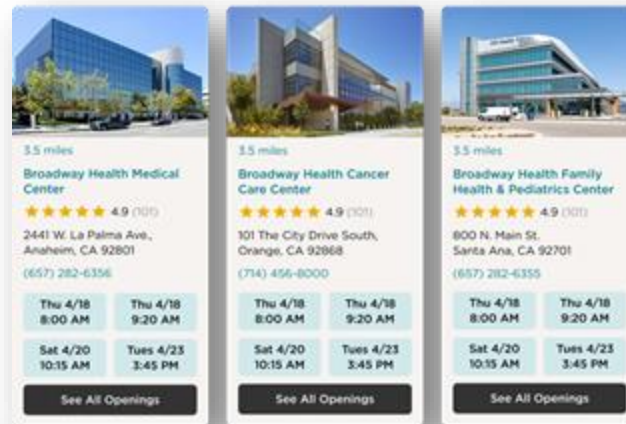 3.5 miles
Broadway Health Medical
Center
4.9 (101)
2441 W. La Palma Ave.,
Anaheim, CA 92801
(657) 282-6356
Thu 4/18
8:00 AM
Thu 4/18
9:20 AM
Sat 4/20
10:15 AM
Tues 4/23
3:45 PM
See All Openings
3.5 miles
Broadway Health Cancer
Care Center
4.9 (101)
101 The City Drive South,
Orange, CA 92868
(714) 456-8000
Thu 4/18
8:00 AM
Thu 4/18
9:20 AM
Sat 4/20
10:15 AM
Tues 4/23
3:45 PM
See All Openings
3.5 miles
Broadway Health Family
Health & Pediatrics Center
4.9 (101)
800 N. Main St.
Santa Ana, CA 92701
(657) 282-6355
Thu 4/18
8:00 AM
Thu 4/18
9:20 AM
Sat 4/20
10:15 AM
Tues 4/23
3:45 PM
See All Openings